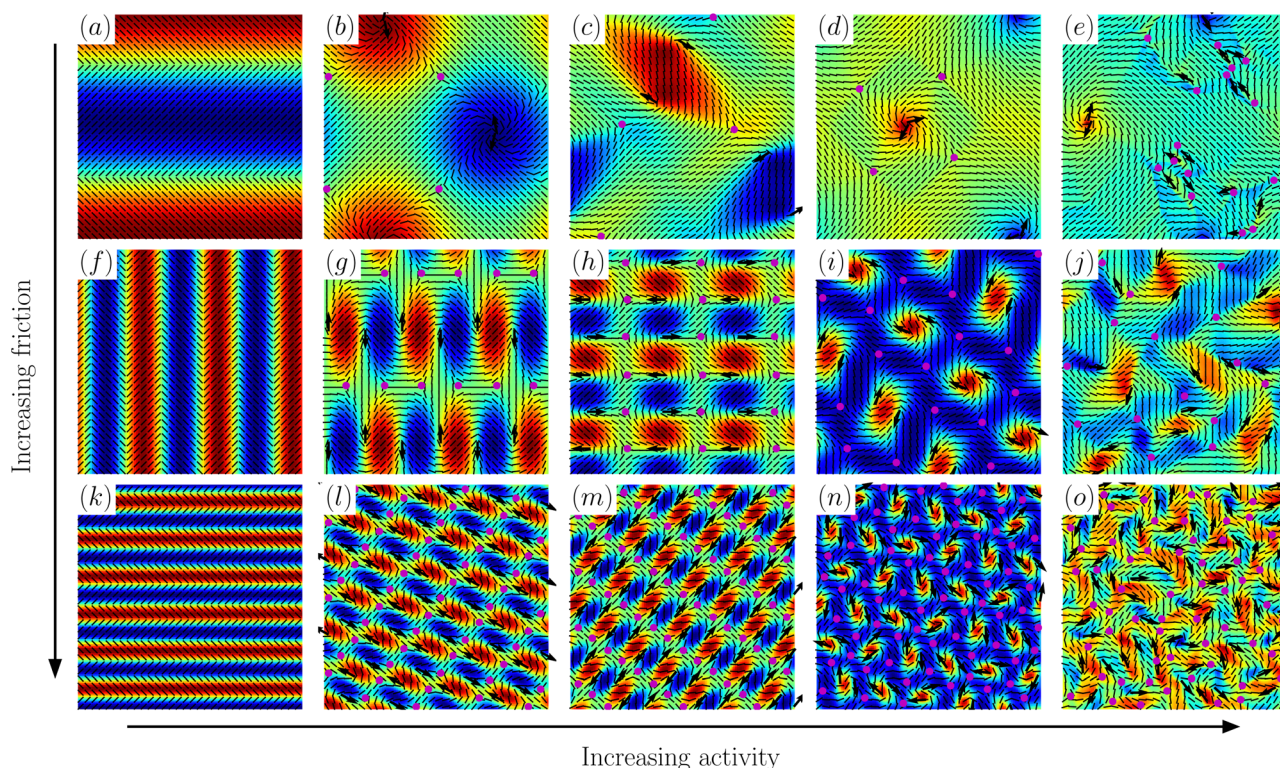 (a)
(b)
(c)
(d)
(e)
(f)
(g)
(h)
(i)
(j)
(k)
(l)
(m)
(n)
(o)
Increasing friction
Increasing activity